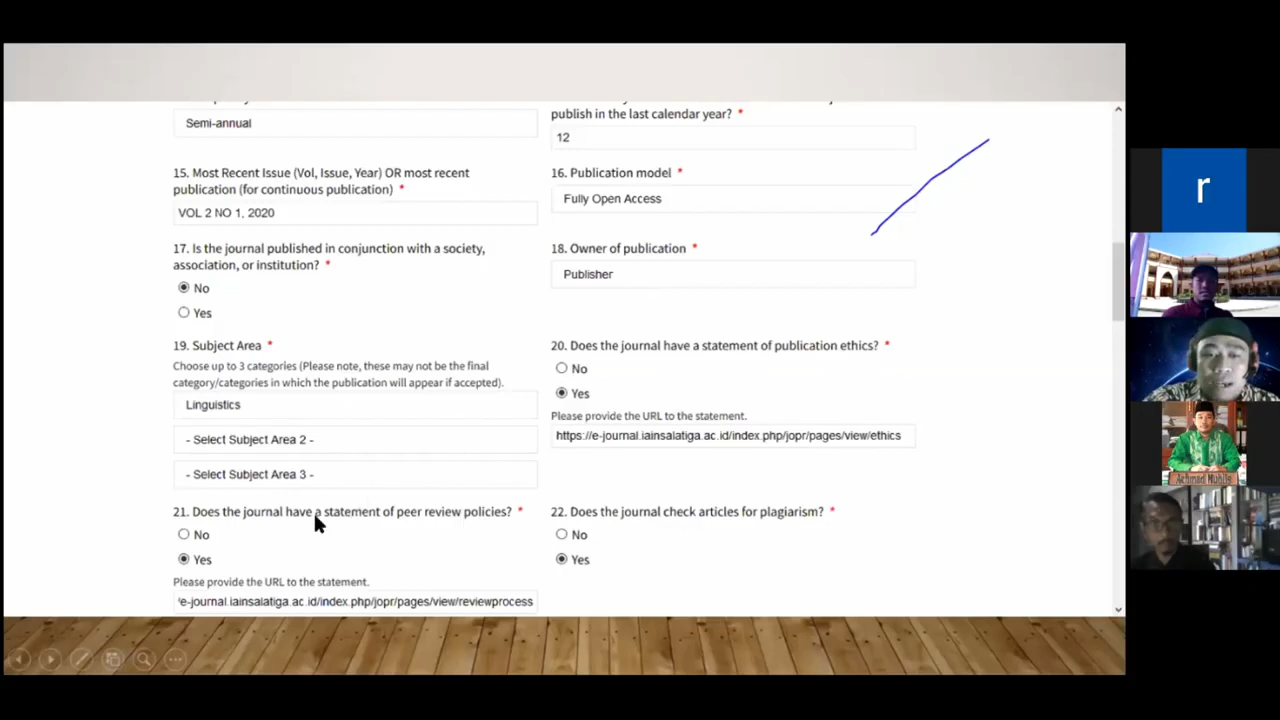 publish in the last calendar year? *
Semi-annual
12
15. Most Recent Issue (Vol, Issue, Year) OR most recent
publication (for continuous publication) *
VOL 2 NO 1, 2020
16. Publication model *
Fully Open Access
17. Is the journal published in conjunction with a society,
association, or institution? *
No
Yes
18. Owner of publication *
Publisher
19. Subject Area *
Choose up to 3 categories (Please note, these may not be the final
category/categories in which the publication will appear if accepted).
Linguistics
- Select Subject Area 2 -
- Select Subject Area 3 -
20. Does the journal have a statement of publication ethics? *
No
Yes
Please provide the URL to the statement.
https://e-journal.iainsalatiga.ac.id/index.php/jopr/pages/view/ethics
21. Does the journal have a statement of peer review policies? *
No
Yes
Please provide the URL to the statement.
'e-journal.iainsalatiga.ac.id/index.php/jopr/pages/view/reviewprocess
22. Does the journal check articles for plagiarism? *
No
Yes
r
Achmad Muhlis